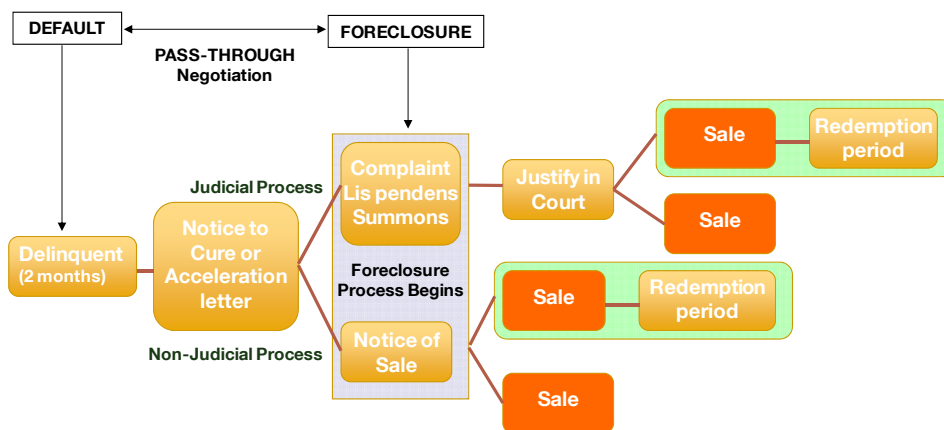 DEFAULT
FORECLOSURE
PASS-THROUGH
Negotiation
Sale
Redemption
period
Complaint
Lis pendens
Summons
Judicial Process
Justify in
Court
Sale
Notice to
Cure or
Acceleration
letter
Delinquent
(2 months)
Foreclosure
Process Begins
Sale
Redemption
period
Non-Judicial Process
Notice of
Sale
Sale